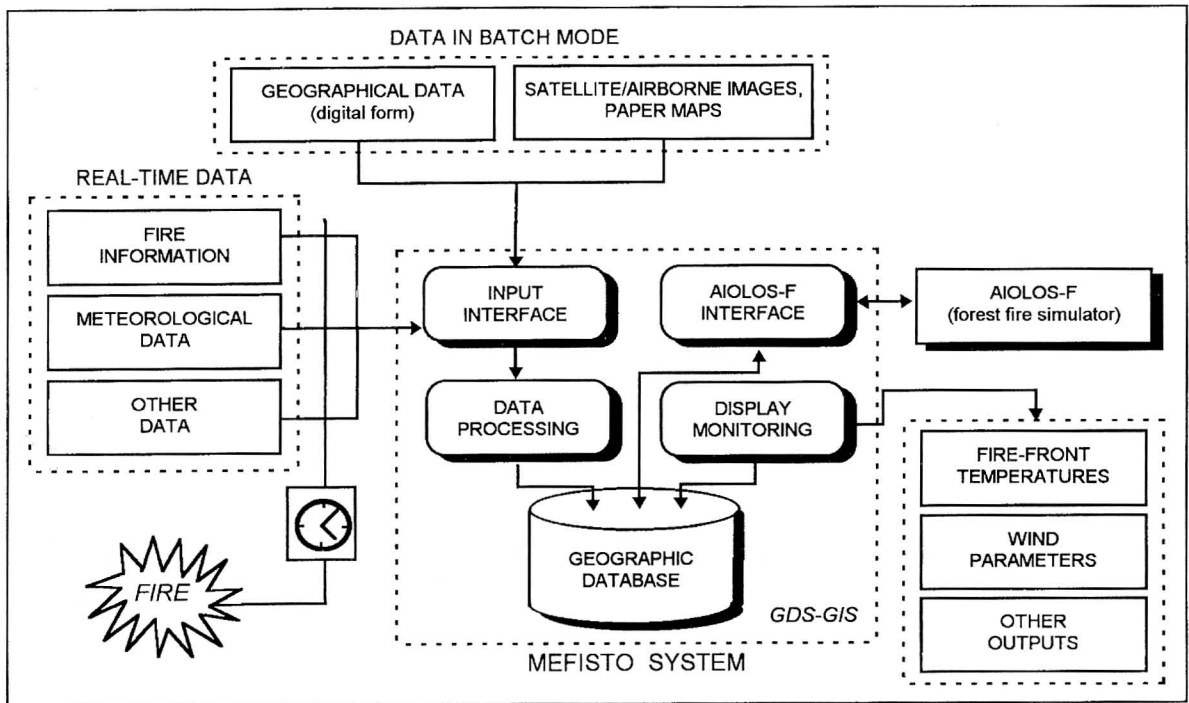 DATA IN BATCH MODE
GEOGRAPHICAL DATA
(digital form)
SATELLITE/AIRBORNE IMAGES,
PAPER MAPS
REAL-TIME DATA
FIRE
INFORMATION
METEOROLOGICAL
DATA
OTHER
DATA
FIRE
INPUT
INTERFACE
DATA
PROCESSING
AIOLOS-F
INTERFACE
DISPLAY
MONITORING
GEOGRAPHIC
DATABASE
GDS-GIS
MEFISTO SYSTEM
AIOLOS-F
(forest fire simulator)
FIRE-FRONT
TEMPERATURES
WIND
PARAMETERS
OTHER
OUTPUTS